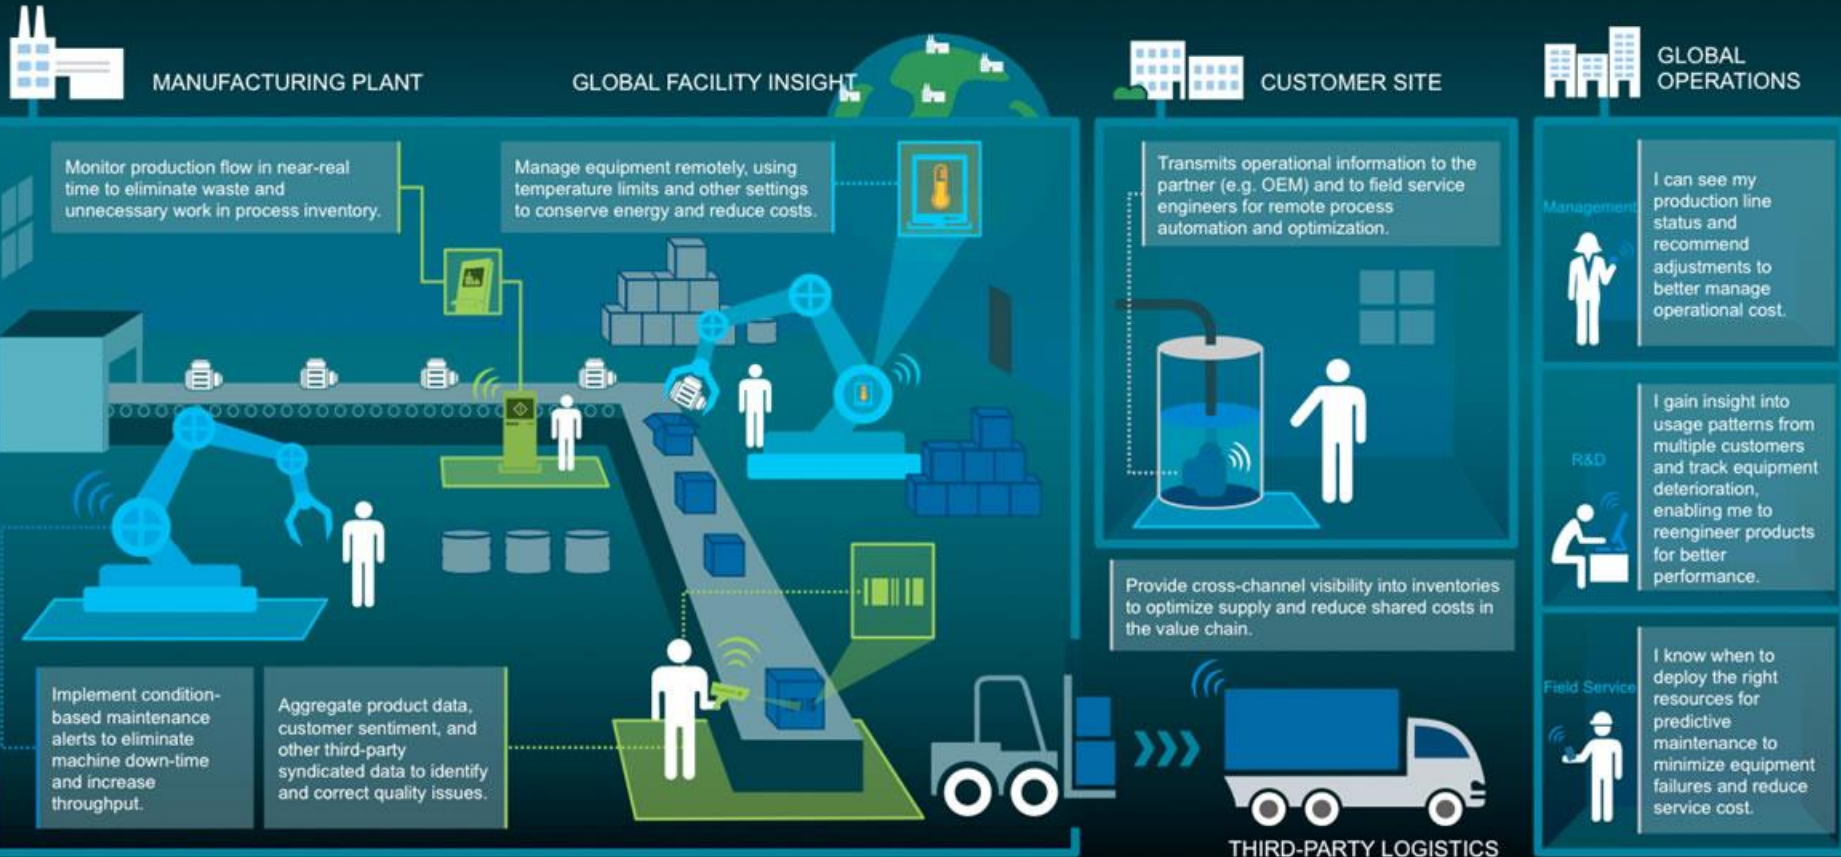 MANUFACTURING PLANT
GLOBAL FACILITY INSIGHT
CUSTOMER SITE
GLOBAL
OPERATIONS
Monitor production flow in near-real
time to eliminate waste and
unnecessary work in process inventory.
Manage equipment remotely, using
temperature limits and other settings
to conserve energy and reduce costs.
Transmits operational information to the
partner (e.g. OEM) and to field service
engineers for remote process
automation and optimization.
Management
I can see my
production line
status and
recommend
adjustments to
better manage
operational cost.
R&D
I gain insight into
usage patterns from
multiple customers
and track equipment
deterioration,
enabling me to
reengineer products
for better
performance.
Provide cross-channel visibility into inventories
to optimize supply and reduce shared costs in
the value chain.
Implement condition-
based maintenance
alerts to eliminate
machine down-time
and increase
throughput.
Aggregate product data,
customer sentiment, and
other third-party
syndicated data to identify
and correct quality issues.
Field Service
I know when to
deploy the right
resources for
predictive
maintenance to
minimize equipment
failures and reduce
service cost.
THIRD-PARTY LOGISTICS